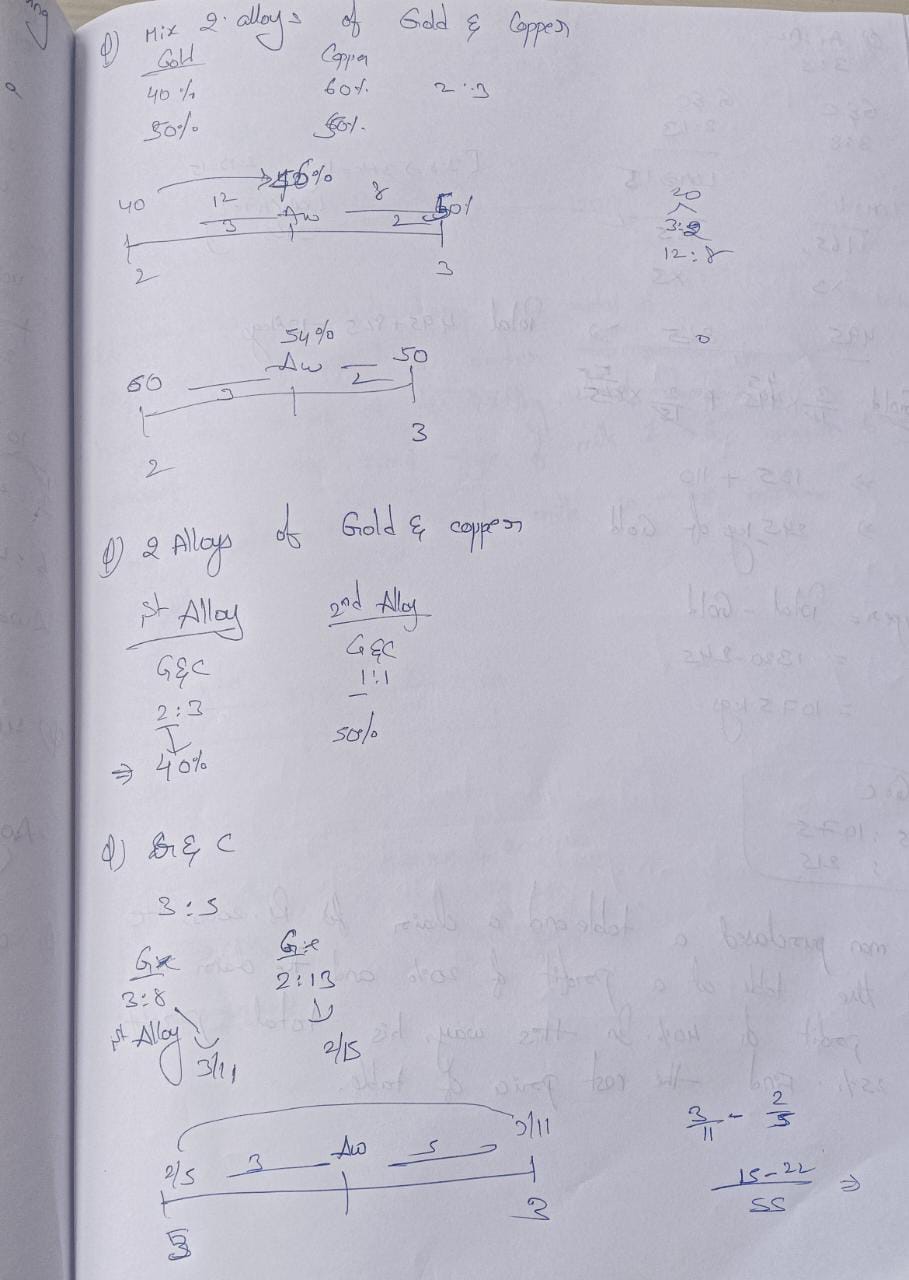 Q) Mix 2 alloys of Gold & Copper
Gold Copper
40% 60% 2:3
50% 50%
40 46% 50%
12 Aw 8
3 2
2 3
20
3:2
12:8
54%
60 Aw 50
3 2
2 3
Q) 2 Alloys of Gold & copper
1st Alloy 2nd Alloy
G&C G&C
2:3 1:1
⇒ 40% 50%
Q) G & C
3:5
G:c G:c
3:8 2:13
1st Alloy 3/11 2/15
2/5 3 Aw 5 3/11
5 3
3/11 - 2/5
15-22/55 ⇒